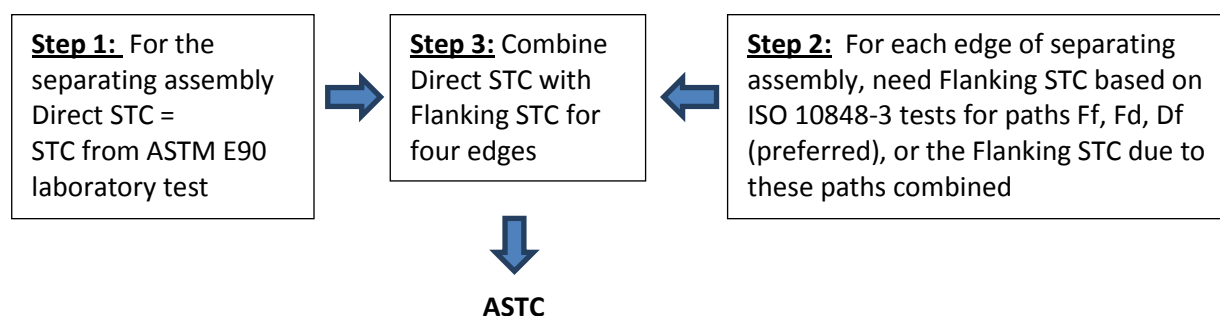 Step 1: For the
separating assembly
Direct STC =
STC from ASTM E90
laboratory test
Step 3: Combine
Direct STC with
Flanking STC for
four edges
Step 2: For each edge of separating
assembly, need Flanking STC based on
ISO 10848-3 tests for paths Ff, Fd, Df
(preferred), or the Flanking STC due to
these paths combined
ASTC